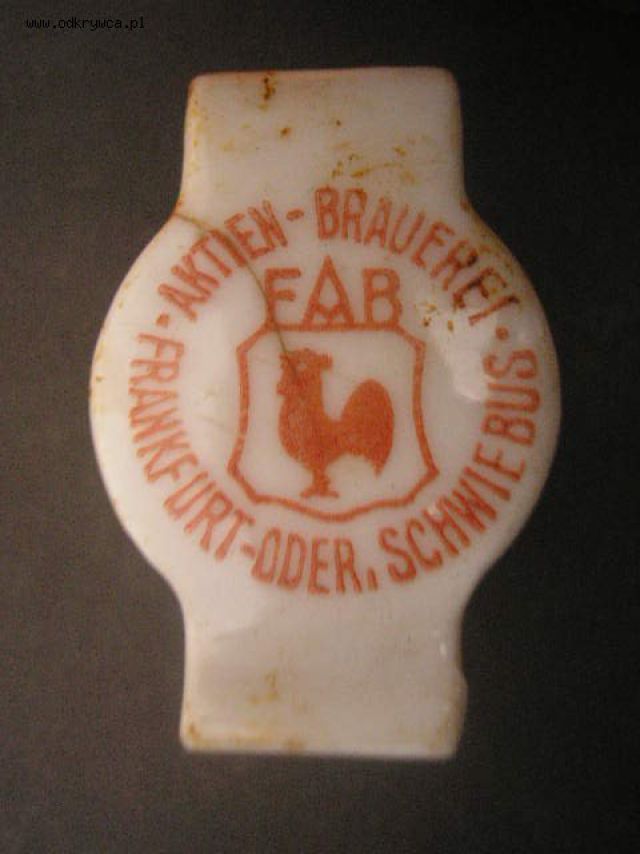 www.odkrywca.pl
- AKTIEN - BRAUEREI -
FAB
FRANKFURT - ODER, SCHWIEBUS